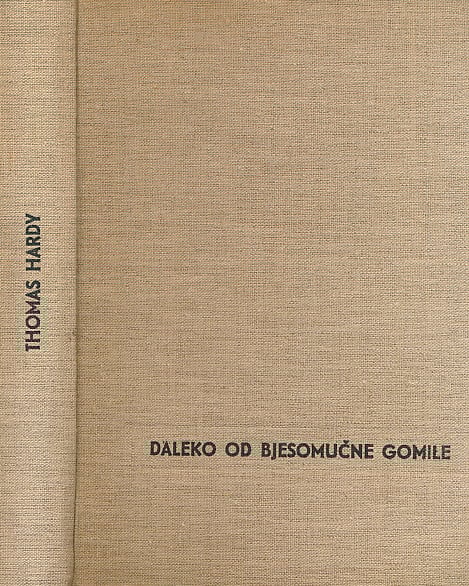 THOMAS HARDY
DALEKO OD BJESOMUČNE GOMILE